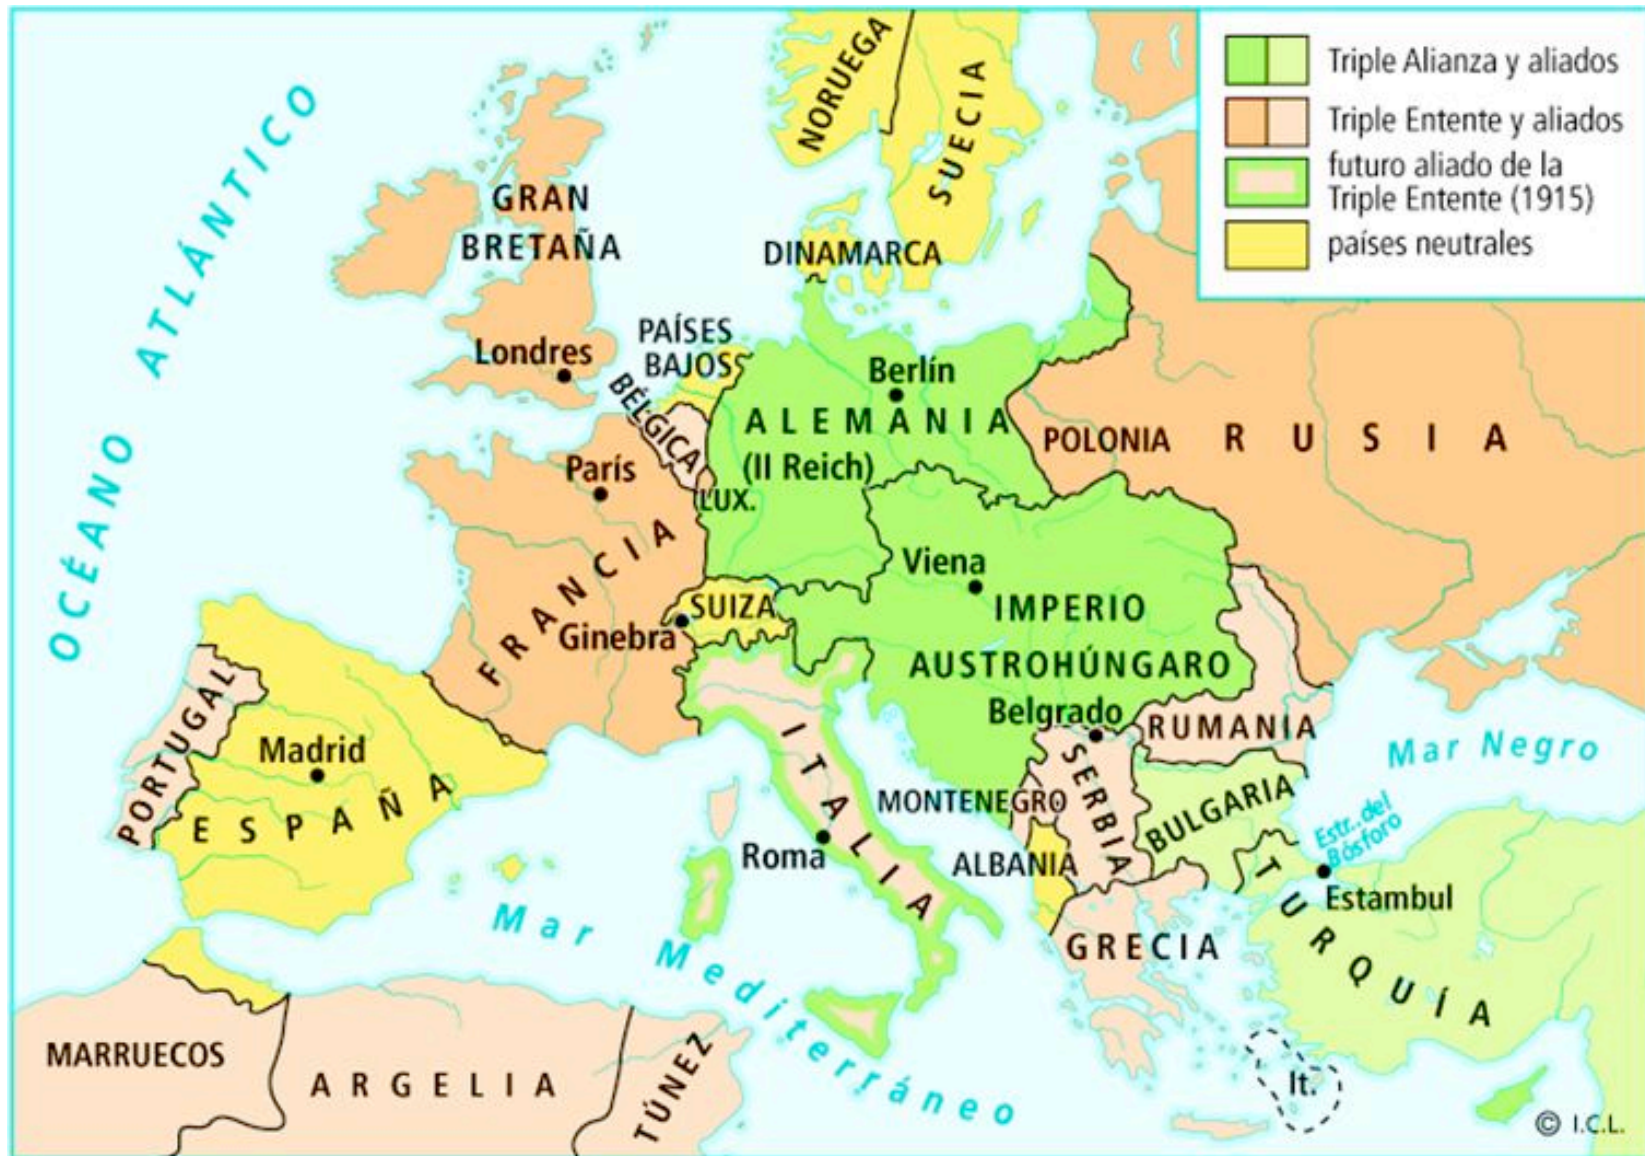 Triple Alianza y aliados
Triple Entente y aliados
futuro aliado de la
Triple Entente (1915)
países neutrales
OCÉANO ATLÁNTICO
NORUEGA
SUECIA
GRAN
BRETAÑA
DINAMARCA
Londres
PAÍSES
BAJOS
BÉLGICA
LUX.
Berlín
ALEMANIA
(II Reich)
POLONIA
RUSIA
París
FRANCIA
Viena
IMPERIO
AUSTROHÚNGARO
SUIZA
Ginebra
Belgrado
RUMANIA
Mar Negro
PORTUGAL
Madrid
ESPAÑA
ITALIA
Roma
MONTENEGRO
SERBIA
BULGARIA
ALBANIA
Estr. del
Bósforo
Estambul
TURQUÍA
GRECIA
Mar Mediterráneo
MARRUECOS
ARGELIA
TÚNEZ
It.
© I.C.L.